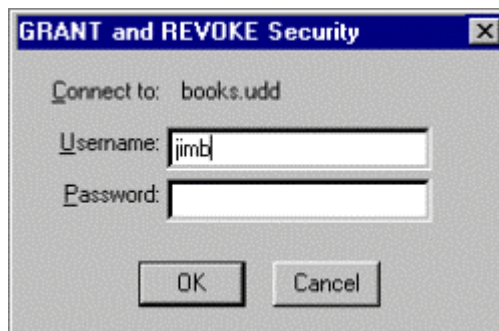 GRANT and REVOKE Security
Connect to: books.udd
Username: jimb
Password:
OK Cancel